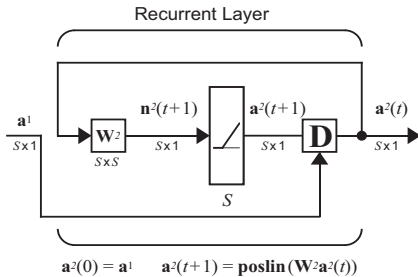 Recurrent Layer
a¹ n²(t+1) a²(t+1) a²(t)
W² D
S x 1 S x S S x 1 S x 1 S x 1
S
a²(0) = a¹ a²(t+1) = poslin(W²a²(t))